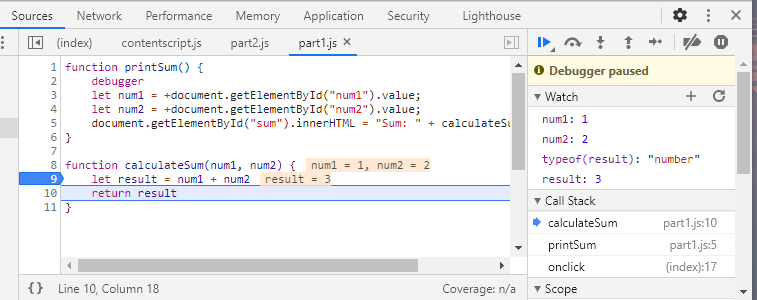 Sources Network Performance Memory Application Security Lighthouse
(index) contentscript.js part2.js part1.js
1 function printSum() {
2 debugger
3 let num1 = +document.getElementById("num1").value;
4 let num2 = +document.getElementById("num2").value;
5 document.getElementById("sum").innerHTML = "Sum: " + calculateSu
6 }
7
8 function calculateSum(num1, num2) { num1 = 1, num2 = 2
9 let result = num1 + num2 result = 3
10 return result
11 }
{} Line 10, Column 18 Coverage: n/a
Debugger paused
Watch
num1: 1
num2: 2
typeof(result): "number"
result: 3
Call Stack
calculateSum part1.js:10
printSum part1.js:5
onclick (index):17
Scope